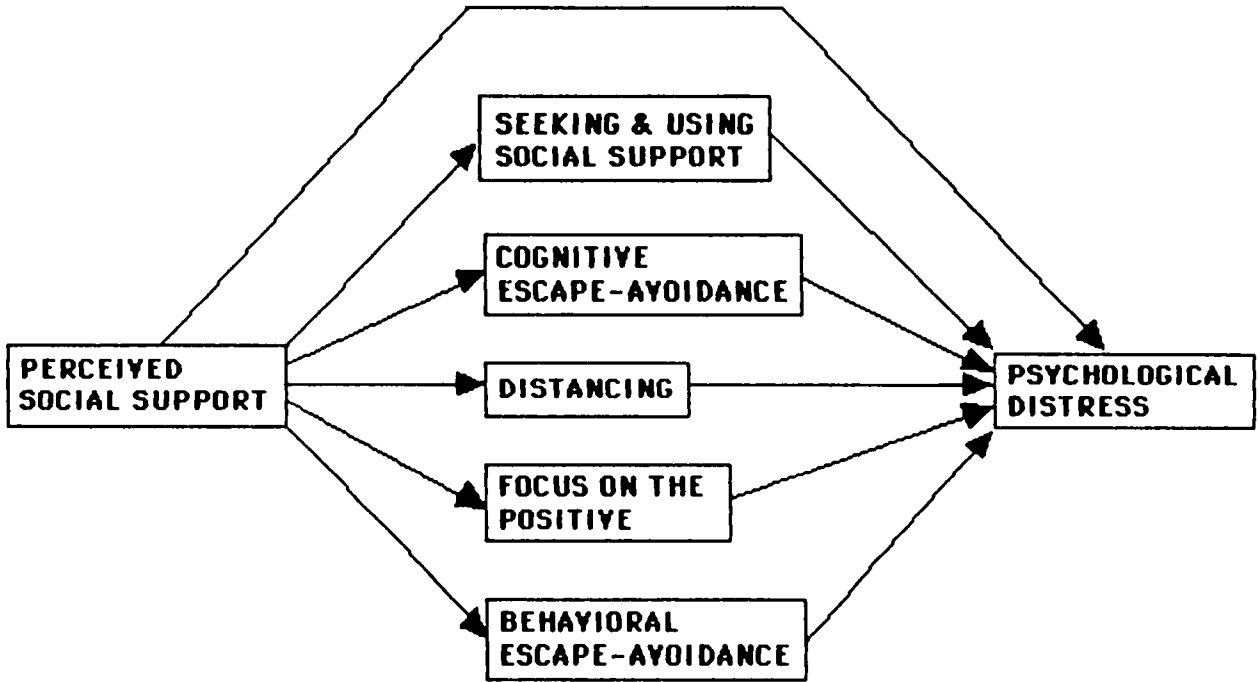 SEEKING & USING
SOCIAL SUPPORT
COGNITIVE
ESCAPE-AVOIDANCE
PERCEIVED
SOCIAL SUPPORT
DISTANCING
PSYCHOLOGICAL
DISTRESS
FOCUS ON THE
POSITIVE
BEHAVIORAL
ESCAPE-AVOIDANCE